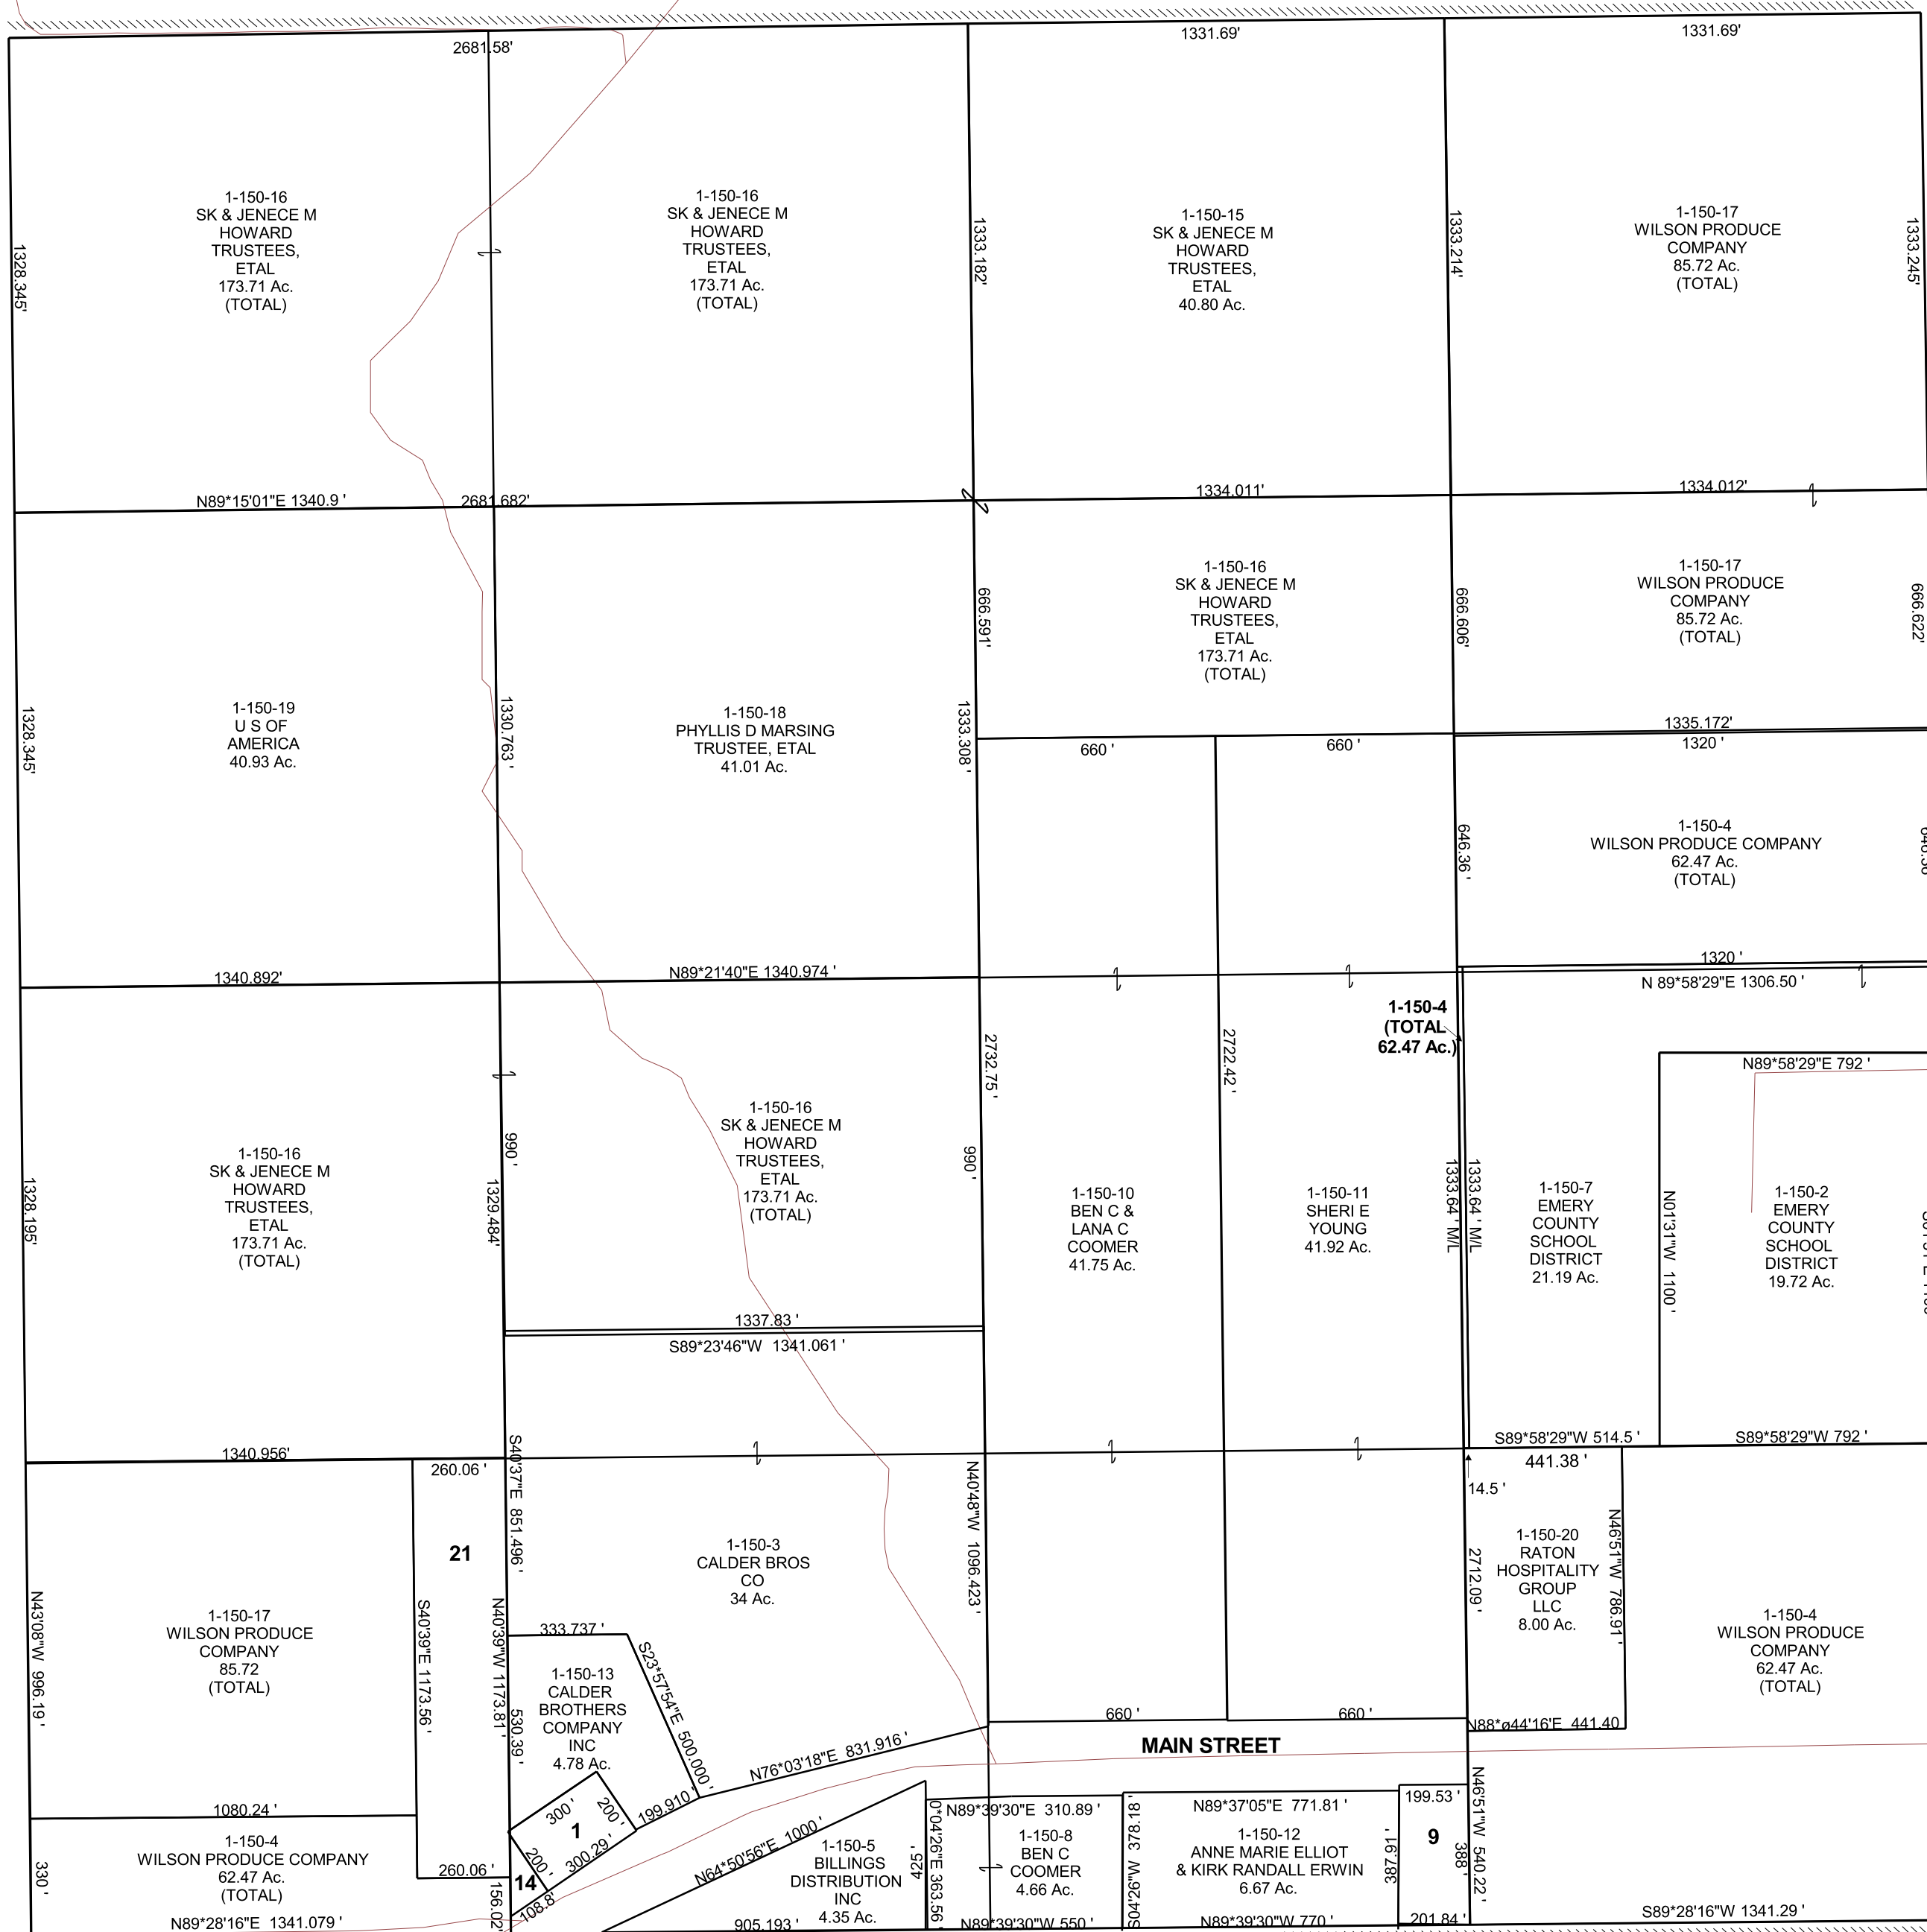 2681.58'
1331.69'
1331.69'
1-150-16
SK & JENECE M
HOWARD
TRUSTEES,
ETAL
173.71 Ac.
(TOTAL)
1-150-16
SK & JENECE M
HOWARD
TRUSTEES,
ETAL
173.71 Ac.
(TOTAL)
1-150-15
SK & JENECE M
HOWARD
TRUSTEES,
ETAL
40.80 Ac.
1-150-17
WILSON PRODUCE
COMPANY
85.72 Ac.
(TOTAL)
1328.345'
1333.182'
1333.214'
1333.245'
N89*15'01"E 1340.9 '
2681.682'
1334.011'
1334.012'
1-150-16
SK & JENECE M
HOWARD
TRUSTEES,
ETAL
173.71 Ac.
(TOTAL)
1-150-17
WILSON PRODUCE
COMPANY
85.72 Ac.
(TOTAL)
666.591'
666.606'
666.622'
1-150-19
U S OF
AMERICA
40.93 Ac.
1-150-18
PHYLLIS D MARSING
TRUSTEE, ETAL
41.01 Ac.
1328.345'
1330.763 '
1333.308 '
660 '
660 '
1335.172'
1320 '
1-150-4
WILSON PRODUCE COMPANY
62.47 Ac.
(TOTAL)
646.36 '
1340.892'
N89*21'40"E 1340.974 '
1320 '
N 89*58'29"E 1306.50 '
1-150-4
(TOTAL
62.47 Ac.)
2732.75 '
2722.42 '
N89*58'29"E 792 '
1-150-16
SK & JENECE M
HOWARD
TRUSTEES,
ETAL
173.71 Ac.
(TOTAL)
1-150-16
SK & JENECE M
HOWARD
TRUSTEES,
ETAL
173.71 Ac.
(TOTAL)
1328.195'
990 '
1329.484'
990 '
1-150-10
BEN C &
LANA C
COOMER
41.75 Ac.
1-150-11
SHERI E
YOUNG
41.92 Ac.
1333.64 ' M/L
1333.64 ' M/L
1-150-7
EMERY
COUNTY
SCHOOL
DISTRICT
21.19 Ac.
N01'31"W 1100 '
1-150-2
EMERY
COUNTY
SCHOOL
DISTRICT
19.72 Ac.
1337.83 '
S89*23'46"W 1341.061 '
1340.956'
260.06 '
S40'37"E 851.496 '
N40'48"W 1096.423 '
S89*58'29"W 514.5 '
S89*58'29"W 792 '
441.38 '
14.5 '
21
1-150-3
CALDER BROS
CO
34 Ac.
1-150-20
RATON
HOSPITALITY
GROUP
LLC
8.00 Ac.
2712.09 '
N46'51"W 786.91 '
N43'08"W 996.19 '
1-150-17
WILSON PRODUCE
COMPANY
85.72
(TOTAL)
S40'39"E 1173.56 '
N40'39"W 1173.81 '
333.737 '
S23*57'54"E 500.000 '
1-150-4
WILSON PRODUCE
COMPANY
62.47 Ac.
(TOTAL)
1-150-13
CALDER
BROTHERS
COMPANY
INC
4.78 Ac.
530.39 '
660 '
660 '
N88*ø44'16'E 441.40
MAIN STREET
N76*03'18"E 831.916 '
199.910 '
1080.24 '
300 '
200 '
1
300.29 '
200 '
14
108.8'
1-150-4
WILSON PRODUCE COMPANY
62.47 Ac.
(TOTAL)
330 '
260.06 '
156.02'
N89*28'16"E 1341.079 '
N64*50'56"E 1000 '
1-150-5
BILLINGS
DISTRIBUTION
INC
4.35 Ac.
905.193 '
425 '
0*04'26"E 363.56 '
N89*39'30"E 310.89 '
1-150-8
BEN C
COOMER
4.66 Ac.
N89*39'30"W 550 '
S04'26"W 378.18 '
N89*37'05"E 771.81 '
1-150-12
ANNE MARIE ELLIOT
& KIRK RANDALL ERWIN
6.67 Ac.
N89*39'30"W 770 '
387.91 '
199.53 '
9
388 '
201.84 '
N46'51"W 540.22 '
S89*28'16"W 1341.29 '